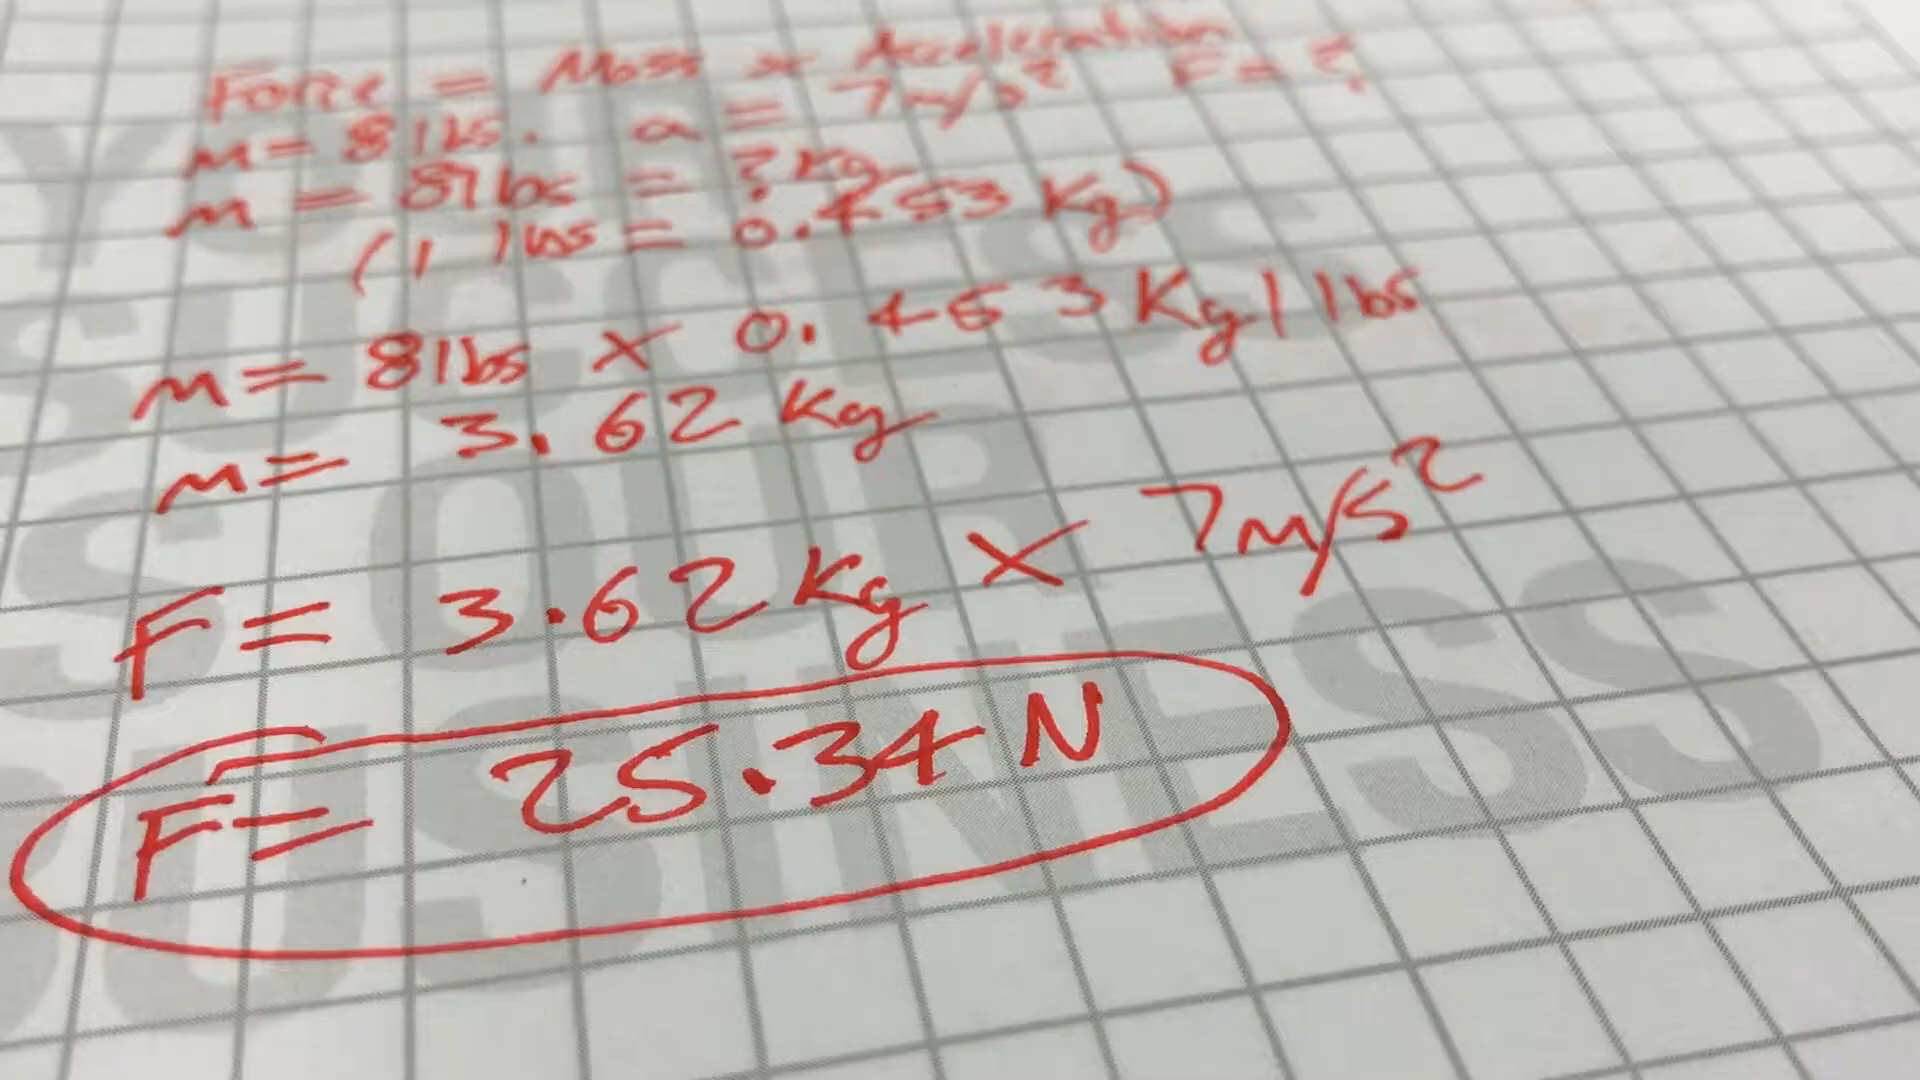 Force = Mass x Acceleration
m = 8 lbs. a = 7 m/s² F = ?
m = 8 lbs = ? Kg
(1 lbs = 0.453 Kg)
m = 8 lbs x 0.453 Kg / 1 lbs
m = 3.62 Kg
F = 3.62 Kg x 7 m/s²
F = 25.34 N